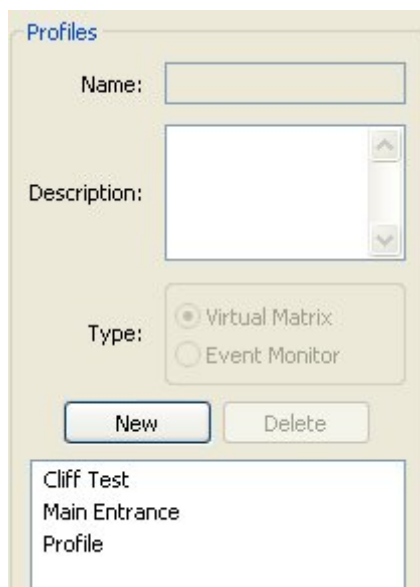 Profiles
Name:
Description:
Type:
Virtual Matrix
Event Monitor
New Delete
Cliff Test
Main Entrance
Profile